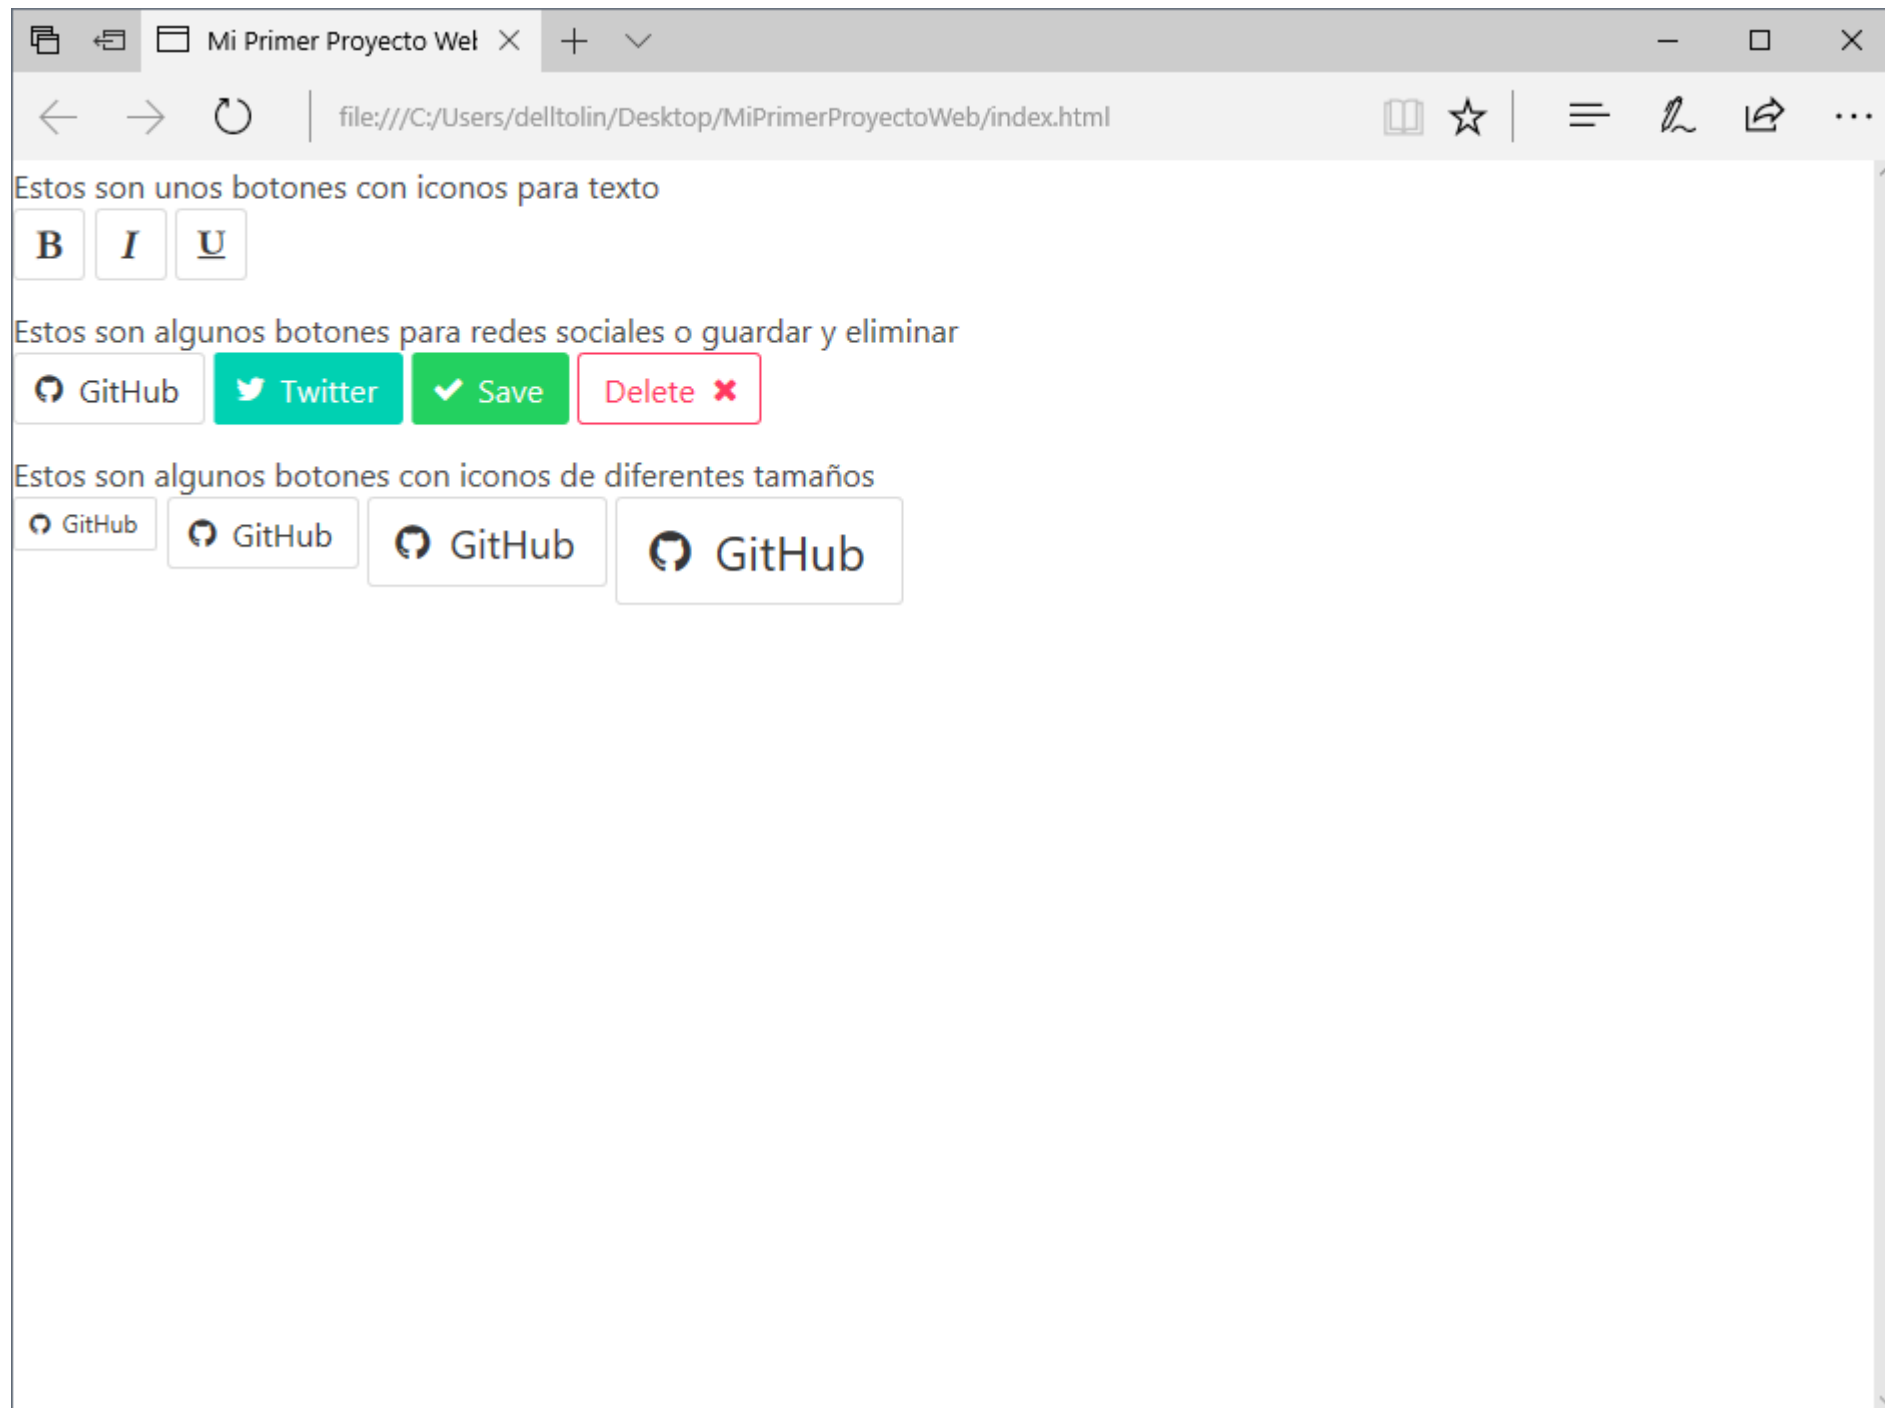 Mi Primer Proyecto Wel
file:///C:/Users/delltolin/Desktop/MiPrimerProyectoWeb/index.html
Estos son unos botones con iconos para texto
B I U
Estos son algunos botones para redes sociales o guardar y eliminar
GitHub Twitter Save Delete
Estos son algunos botones con iconos de diferentes tamaños
GitHub GitHub GitHub GitHub